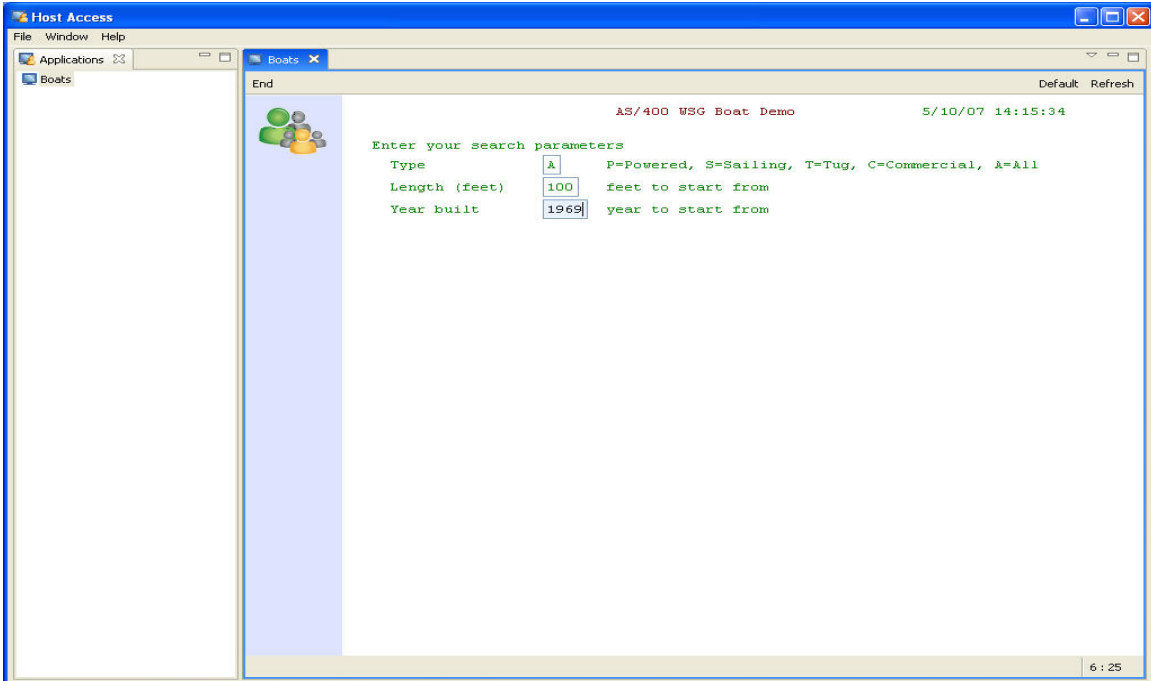 Host Access
File Window Help
Applications
Boats
Boats
End Default Refresh
AS/400 WSG Boat Demo 5/10/07 14:15:34
Enter your search parameters
Type A P=Powered, S=Sailing, T=Tug, C=Commercial, A=All
Length (feet) 100 feet to start from
Year built 1969 year to start from
6 : 25